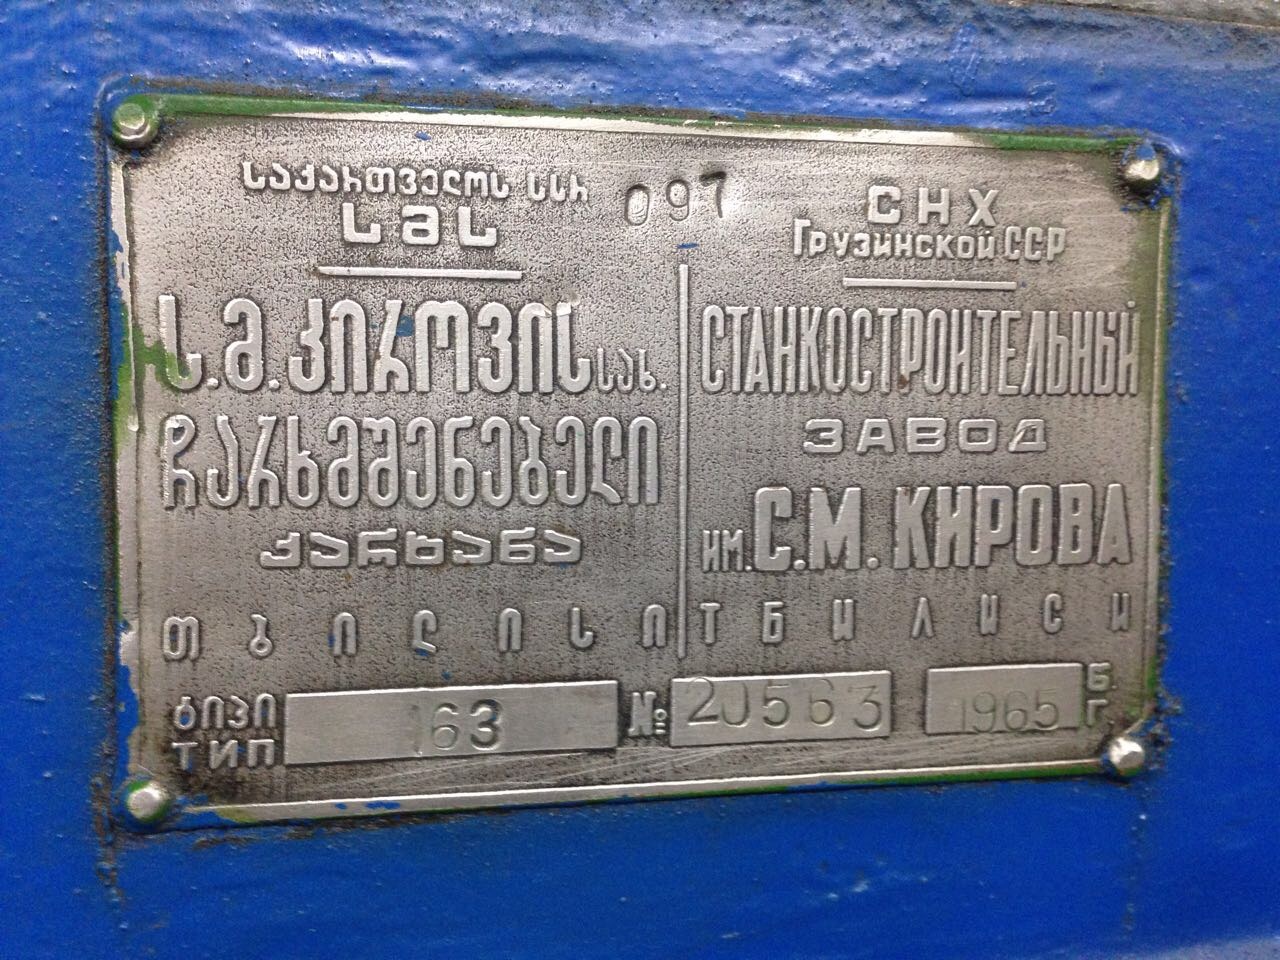 საქართველოს სსრ
ს მ ს
ს.მ. კიროვის სახ.
ჩარხმშენებელი
ქარხანა
თბილისი
097
СНХ
Грузинской ССР
СТАНКОСТРОИТЕЛЬНЫЙ
ЗАВОД
им. С.М. КИРОВА
ТБИЛИСИ
ტიპი
ТИП
163
№
20563
1965
წ.
Г.